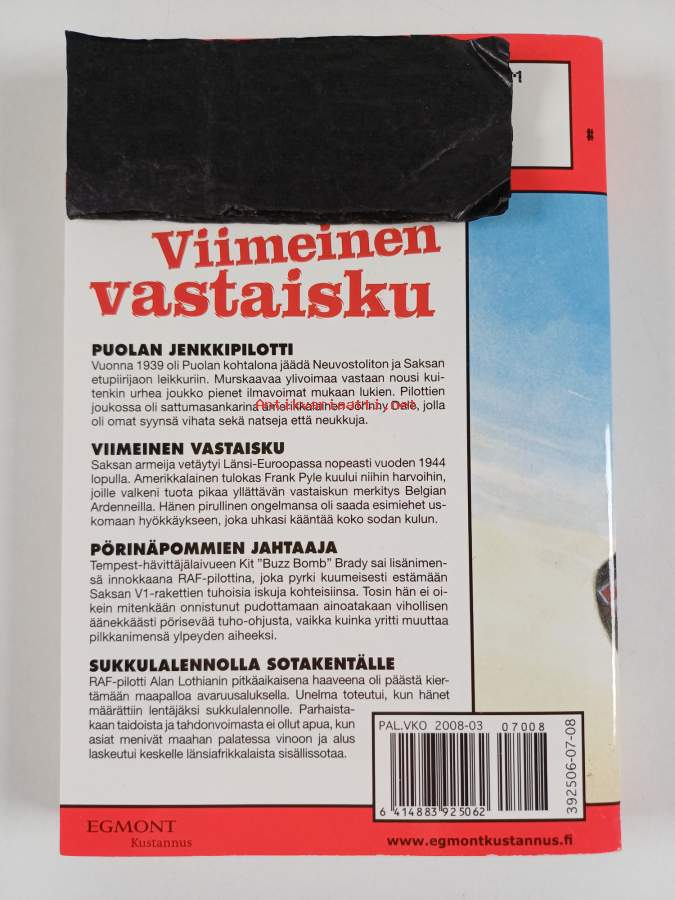 #
Viimeinen
vastaisku
PUOLAN JENKKIPILOTTI
Vuonna 1939 oli Puolan kohtalona jäädä Neuvostoliton ja Saksan
etupiirijaon leikkuriin. Murskaavaa ylivoimaa vastaan nousi kui-
tenkin urhea joukko pienet ilmavoimat mukaan lukien. Pilottien
joukossa oli sattumasankarina amerikkalainen Johnny Dale, jolla
oli omat syynsä vihata sekä natseja että neukkuja.
Antikvariaatti.net
VIIMEINEN VASTAISKU
Saksan armeija vetäytyi Länsi-Euroopassa nopeasti vuoden 1944
lopulla. Amerikkalainen tulokas Frank Pyle kuului niihin harvoihin,
joille valkeni tuota pikaa yllättävän vastaiskun merkitys Belgian
Ardenneilla. Hänen pirullinen ongelmansa oli saada esimiehet us-
komaan hyökkäykseen, joka uhkasi kääntää koko sodan kulun.
PÖRINÄPOMMIEN JAHTAAJA
Tempest-hävittäjälaivueen Kit "Buzz Bomb" Brady sai lisänimen-
sä innokkaana RAF-pilottina, joka pyrki kuumeisesti estämään
Saksan V1-rakettien tuhoisia iskuja kohteisiinsa. Tosin hän ei oi-
kein mitenkään onnistunut pudottamaan ainoatakaan vihollisen
äänekkäästi pörisevää tuho-ohjusta, vaikka kuinka yritti muuttaa
pilkkanimensä ylpeyden aiheeksi.
SUKKULALENNOLLA SOTAKENTÄLLE
RAF-pilotti Alan Lothianin pitkäaikaisena haaveena oli päästä kier-
tämään maapalloa avaruusaluksella. Unelma toteutui, kun hänet
määrättiin lentäjäksi sukkulalennolle. Parhaista-
kaan taidoista ja tahdonvoimasta ei ollut apua, kun
asiat menivät maahan palatessa vinoon ja alus
laskeutui keskelle länsiafrikkalaista sisällissotaa.
PAL.VKO 2008-03 07008
6 414883 925062
392506-07-08
EGMONT
Kustannus
www.egmontkustannus.fi